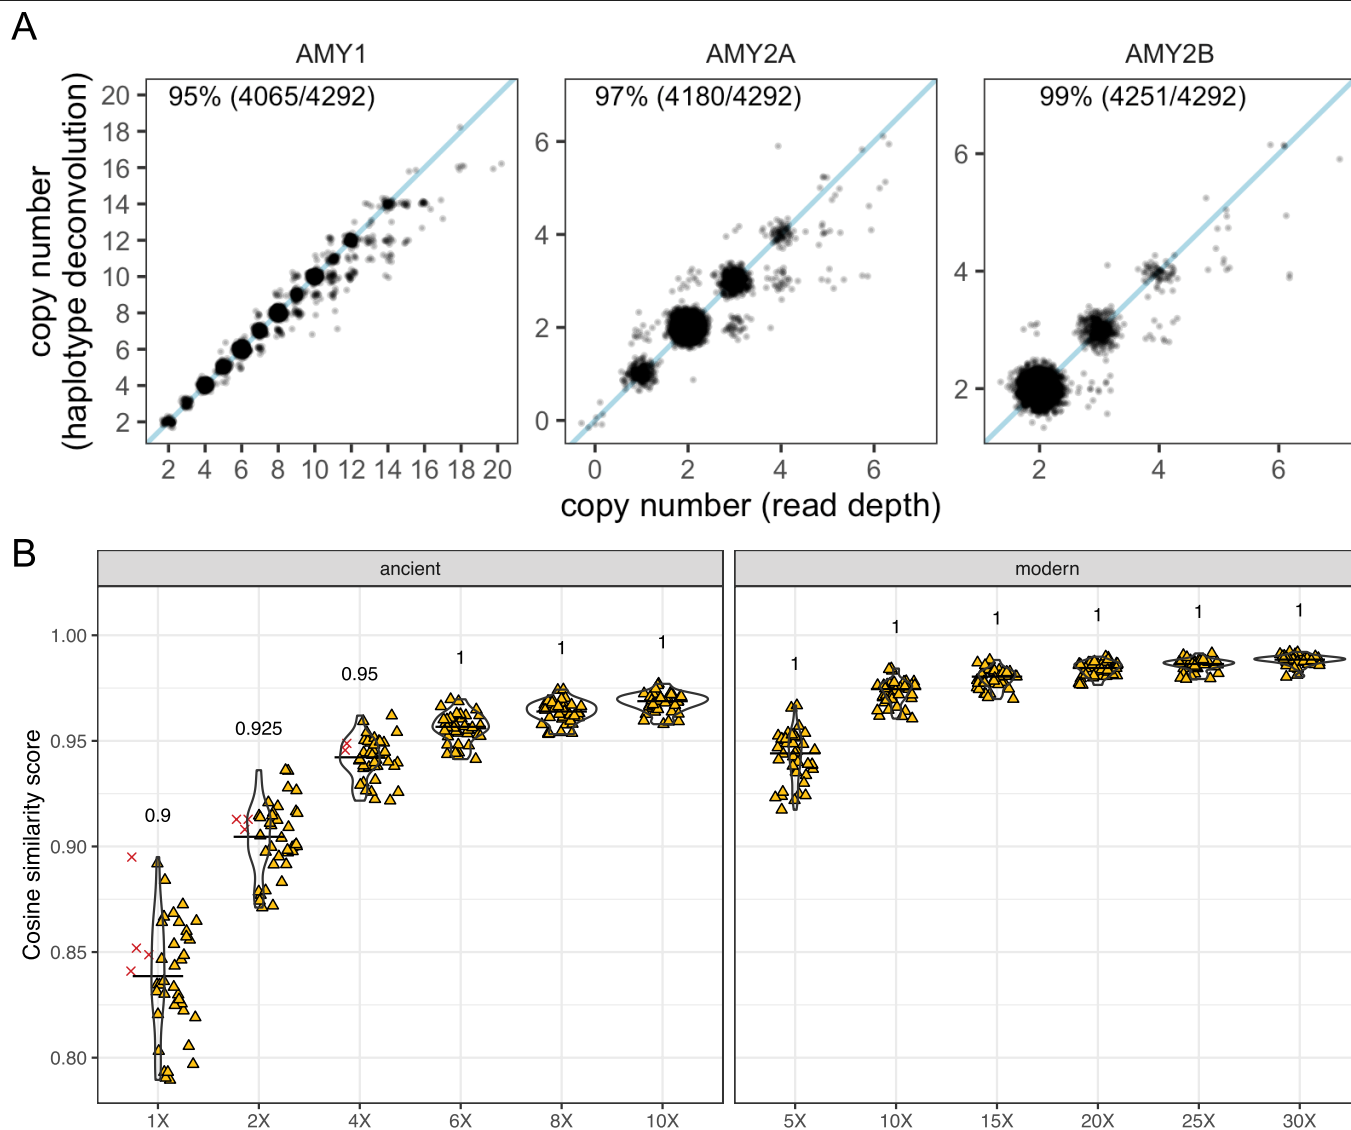 A
AMY1
AMY2A
AMY2B
95% (4065/4292)
97% (4180/4292)
99% (4251/4292)
copy number
(haplotype deconvolution)
20
18
16
14
12
10
8
6
4
2
2 4 6 8 10 12 14 16 18 20
6
4
2
0
0 2 4 6
6
4
2
2 4 6
copy number (read depth)
B
ancient
modern
Cosine similarity score
1.00
0.95
0.90
0.85
0.80
0.9
0.925
0.95
1
1
1
1
1
1
1
1
1
1X 2X 4X 6X 8X 10X
5X 10X 15X 20X 25X 30X